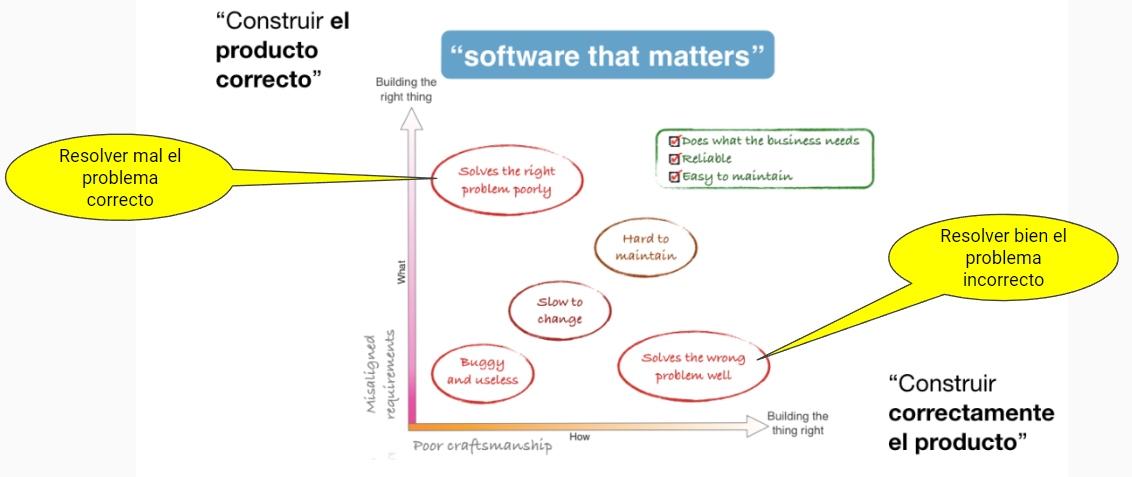 “Construir el
producto
correcto”
“software that matters”
Building the
right thing
Resolver mal el
problema
correcto
Solves the right
problem poorly
Does what the business needs
Reliable
Easy to maintain
Hard to
maintain
Resolver bien el
problema
incorrecto
What
Slow to
change
Misaligned
requirements
Buggy
and useless
Solves the wrong
problem well
“Construir
correctamente
el producto”
Building the
thing right
How
Poor craftsmanship